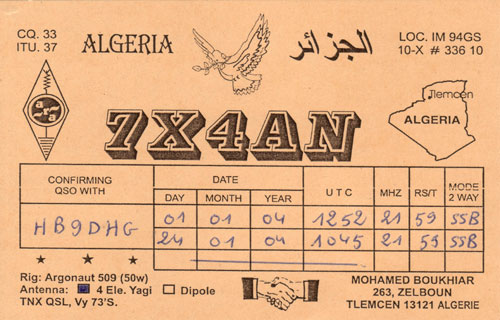 CQ. 33
ITU. 37
ALGERIA
الجزائر
LOC. IM 94GS
10-X # 336 10
a r a
Tlemcén
ALGERIA
7X4AN
CONFIRMING QSO WITH
DATE
DAY MONTH YEAR
UTC
MHZ
RS/T
MODE 2 WAY
HB9DHG
01 01 04 1252 21 59 SSB
24 01 04 1045 21 59 SSB
Rig: Argonaut 509 (50w)
Antenna: 4 Ele. Yagi Dipole
TNX QSL, Vy 73'S.
MOHAMED BOUKHIAR
263, ZELBOUN
TLEMCEN 13121 ALGERIE